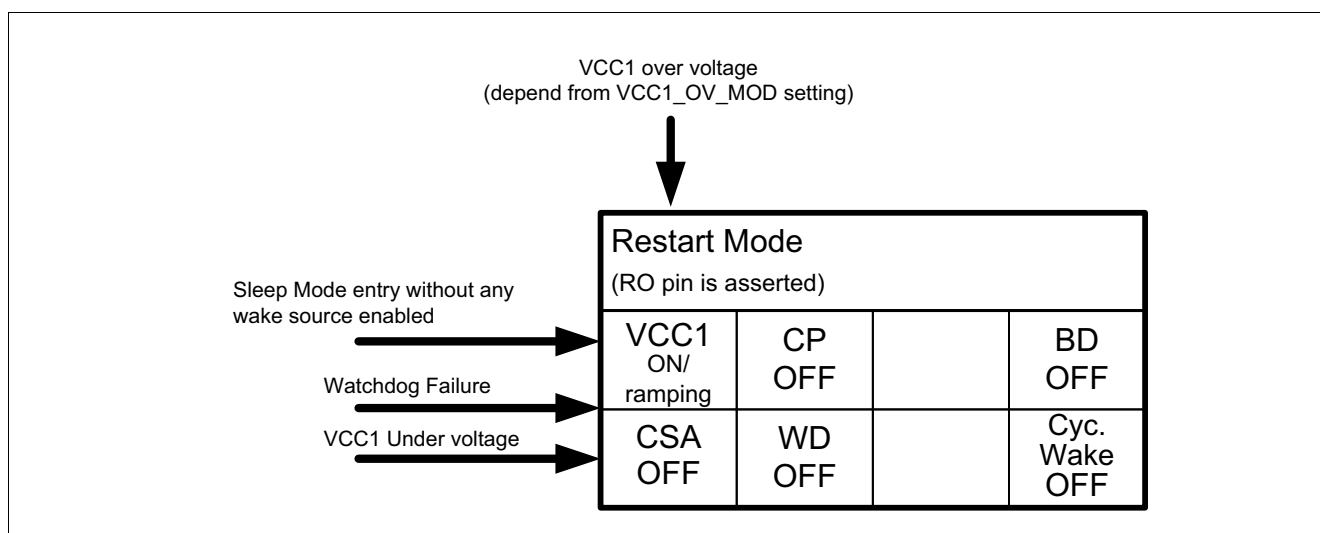 VCC1 over voltage
(depend from VCC1_OV_MOD setting)
Restart Mode
(RO pin is asserted)
Sleep Mode entry without any
wake source enabled
Watchdog Failure
VCC1 Under voltage
VCC1
ON/
ramping
CP
OFF
BD
OFF
CSA
OFF
WD
OFF
Cyc.
Wake
OFF